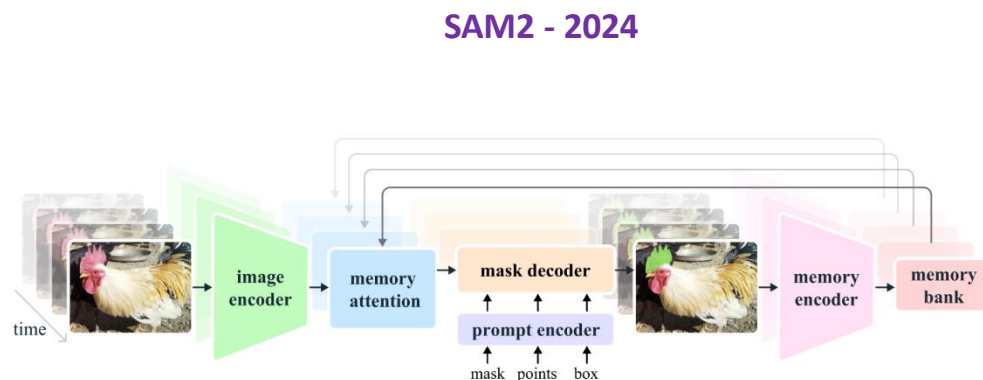 SAM2 - 2024
time
image
encoder
memory
attention
mask decoder
prompt encoder
mask points box
memory
encoder
memory
bank